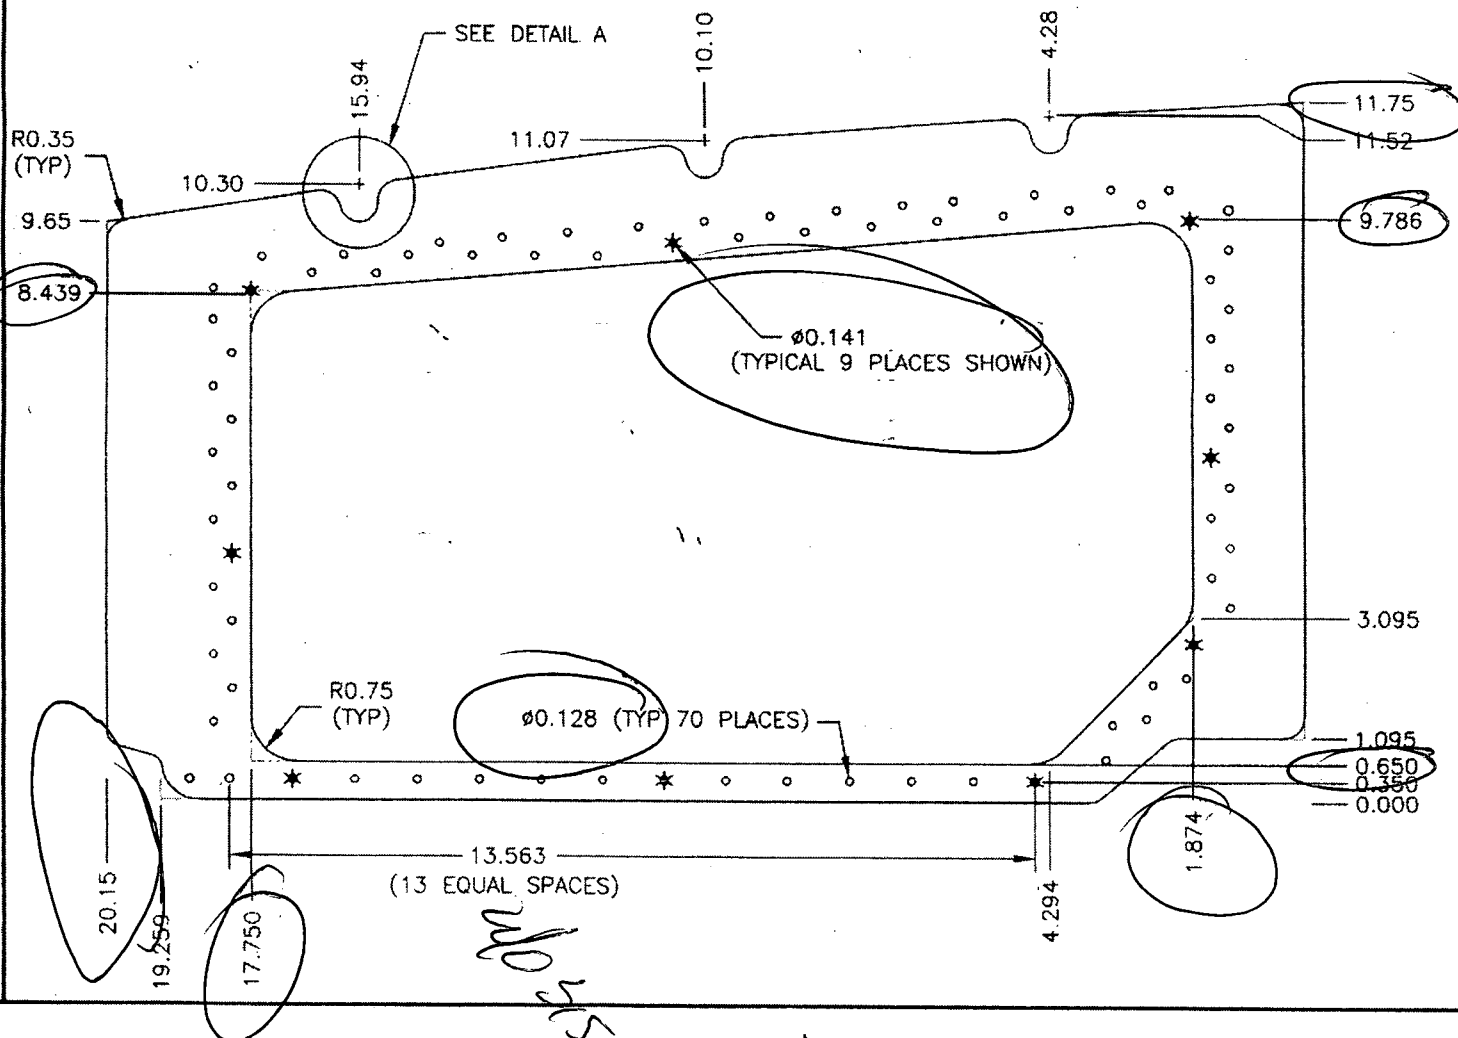 SEE DETAIL A
15.94
10.10
4.28
11.75
R0.35
(TYP)
11.07
11.52
10.30
9.65
9.786
8.439
ø0.141
(TYPICAL 9 PLACES SHOWN)
3.095
R0.75
(TYP)
ø0.128 (TYP 70 PLACES)
1.095
0.650
0.350
0.000
13.563
(13 EQUAL SPACES)
20.15
19.259
17.750
4.294
1.874